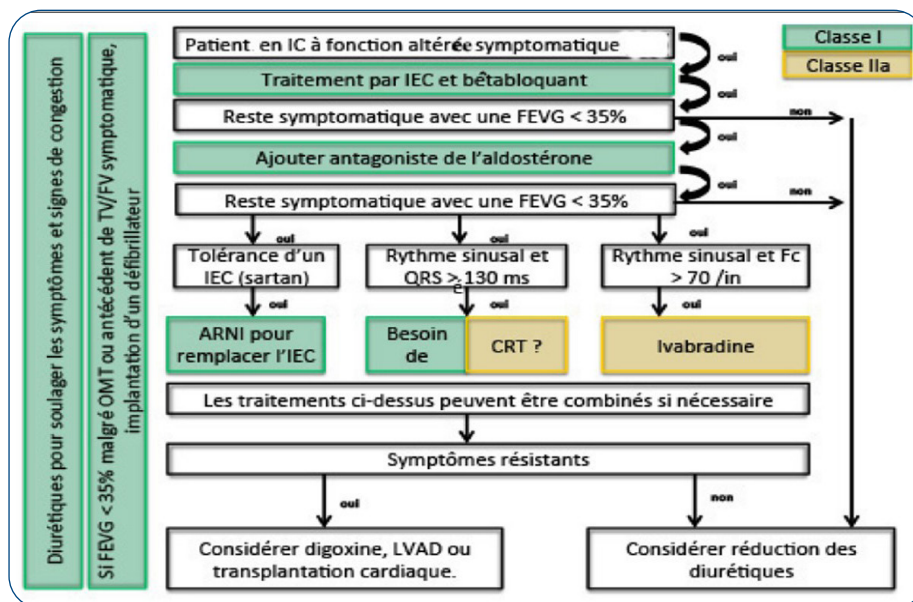 Diurétiques pour soulager les symptômes et signes de congestion
Si FEVG < 35% malgré OMT ou antécédent de TV/FV symptomatique,
implantation d'un défibrillateur
Patient en IC à fonction altérée symptomatique
oui
Classe I
Classe IIa
Traitement par IEC et bêtabloquant
oui
Reste symptomatique avec une FEVG < 35%
non
oui
Ajouter antagoniste de l'aldostérone
oui
Reste symptomatique avec une FEVG < 35%
non
oui
oui
oui
Tolérance d'un
IEC (sartan)
Rythme sinusal et
QRS > 130 ms
Rythme sinusal et Fc
> 70 /in
oui
oui
oui
ARNI pour
remplacer l'IEC
Besoin
de
CRT ?
Ivabradine
Les traitements ci-dessus peuvent être combinés si nécessaire
Symptômes résistants
oui
non
Considérer digoxine, LVAD ou
transplantation cardiaque.
Considérer réduction des
diurétiques